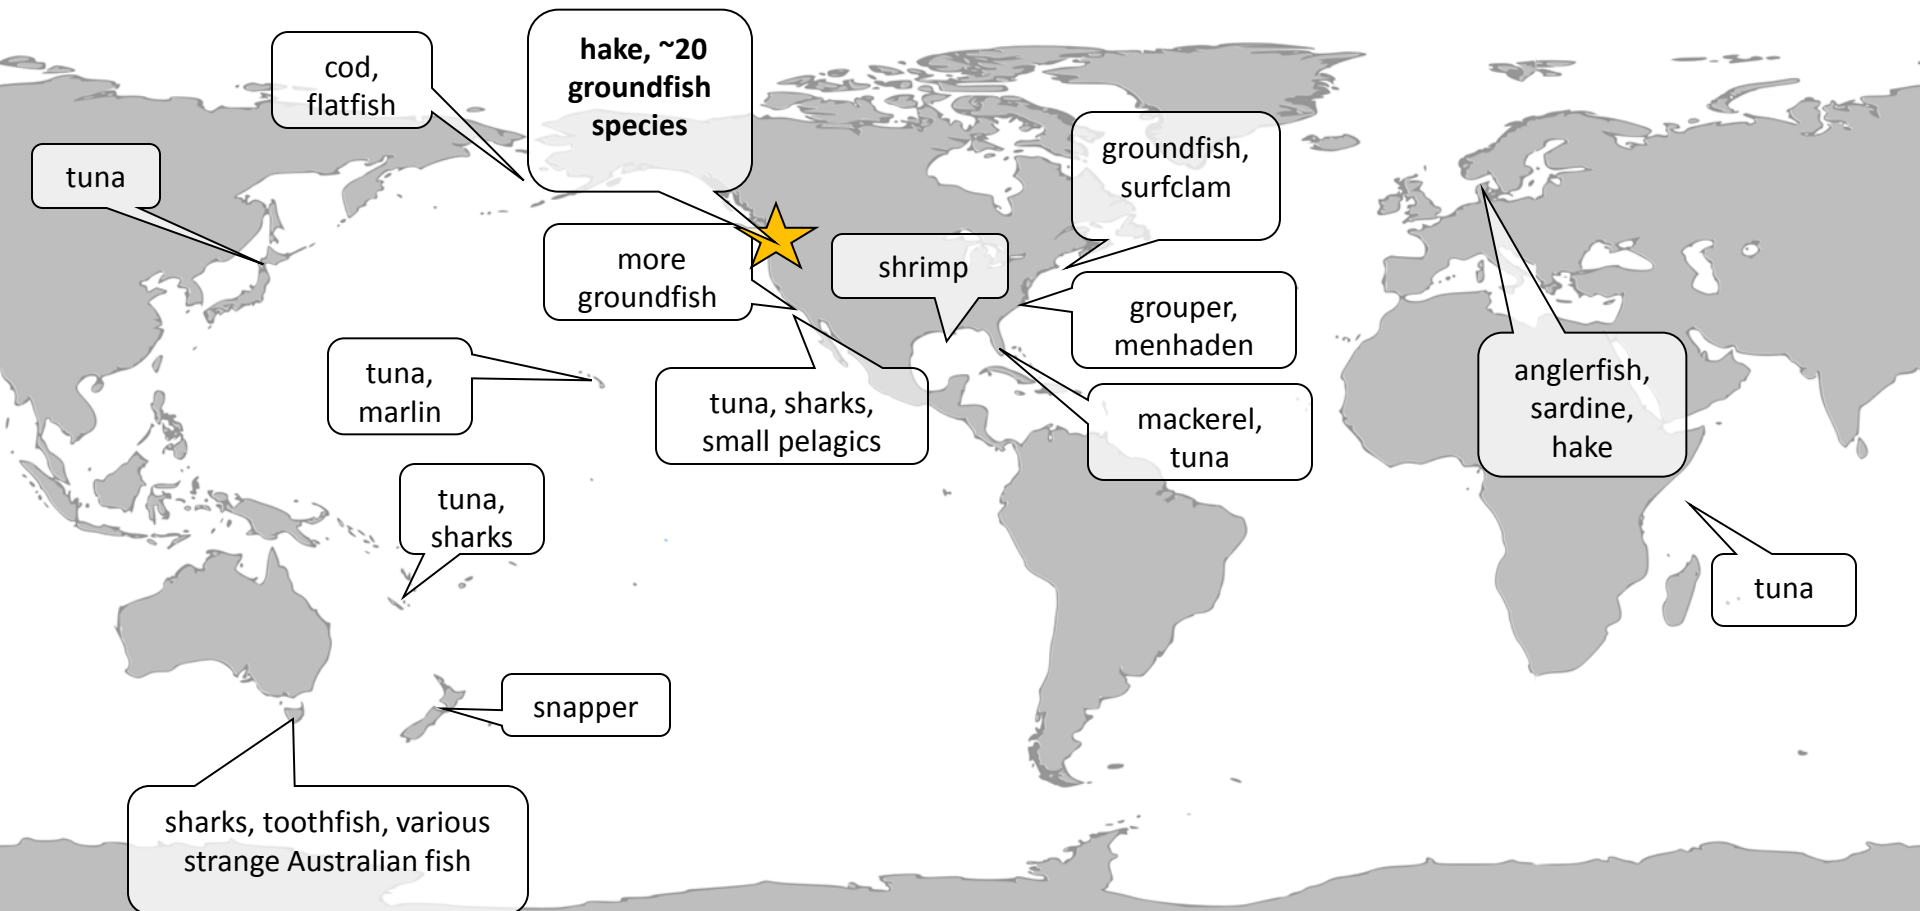 cod,
flatfish
hake, ~20
groundfish
species
tuna
groundfish,
surfclam
more
groundfish
shrimp
grouper,
menhaden
tuna,
marlin
tuna, sharks,
small pelagics
mackerel,
tuna
anglerfish,
sardine,
hake
tuna,
sharks
tuna
snapper
sharks, toothfish, various
strange Australian fish